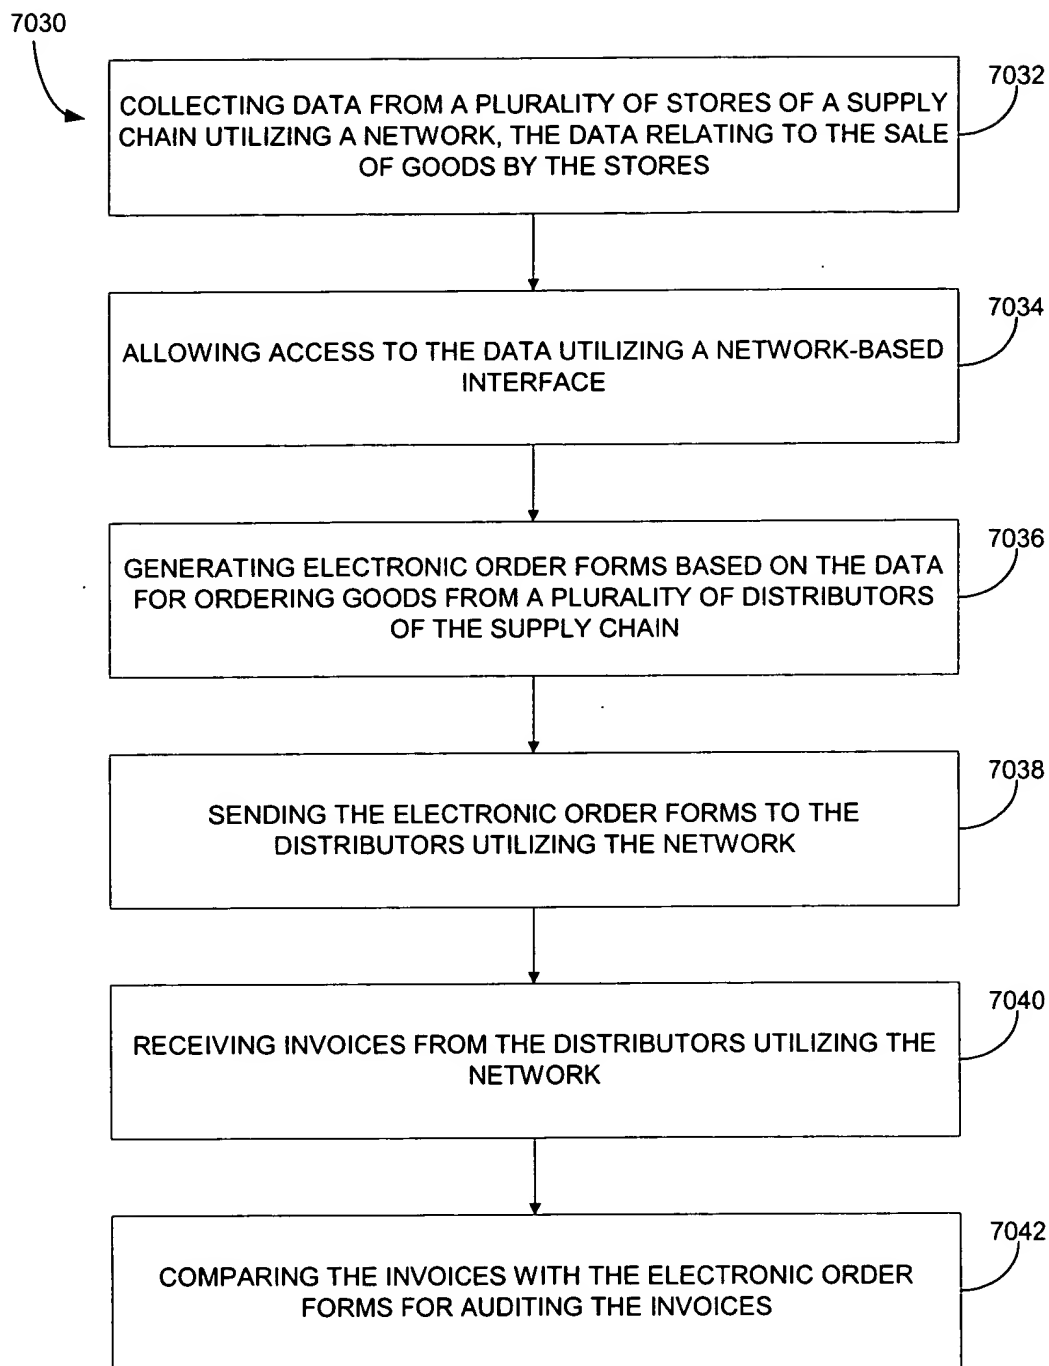 7030
7032
COLLECTING DATA FROM A PLURALITY OF STORES OF A SUPPLY
CHAIN UTILIZING A NETWORK, THE DATA RELATING TO THE SALE
OF GOODS BY THE STORES
7034
ALLOWING ACCESS TO THE DATA UTILIZING A NETWORK-BASED
INTERFACE
7036
GENERATING ELECTRONIC ORDER FORMS BASED ON THE DATA
FOR ORDERING GOODS FROM A PLURALITY OF DISTRIBUTORS
OF THE SUPPLY CHAIN
7038
SENDING THE ELECTRONIC ORDER FORMS TO THE
DISTRIBUTORS UTILIZING THE NETWORK
7040
RECEIVING INVOICES FROM THE DISTRIBUTORS UTILIZING THE
NETWORK
7042
COMPARING THE INVOICES WITH THE ELECTRONIC ORDER
FORMS FOR AUDITING THE INVOICES